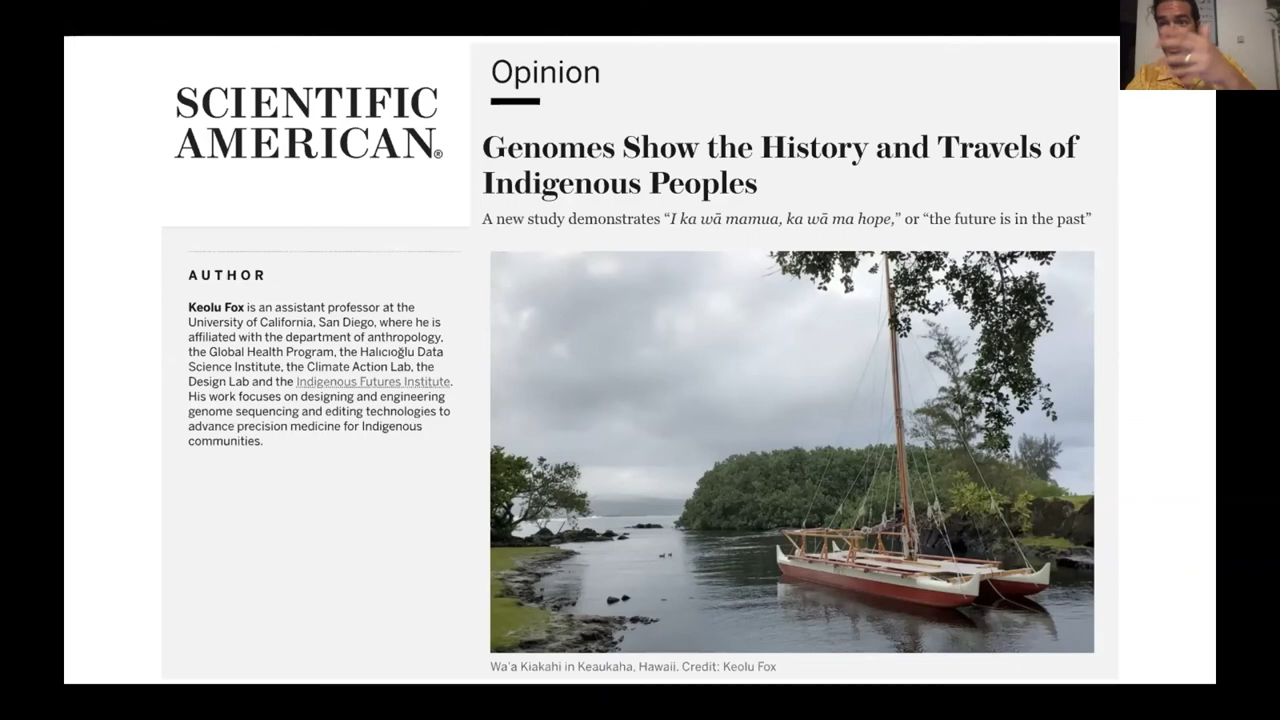 SCIENTIFIC
AMERICAN®
Opinion
Genomes Show the History and Travels of
Indigenous Peoples
A new study demonstrates “I ka wā mamua, ka wā ma hope,” or “the future is in the past”
AUTHOR
Keolu Fox is an assistant professor at the
University of California, San Diego, where he is
affiliated with the department of anthropology,
the Global Health Program, the Halıcıoğlu Data
Science Institute, the Climate Action Lab, the
Design Lab and the Indigenous Futures Institute.
His work focuses on designing and engineering
genome sequencing and editing technologies to
advance precision medicine for Indigenous
communities.
Wa'a Kiakahi in Keaukaha, Hawaii. Credit: Keolu Fox